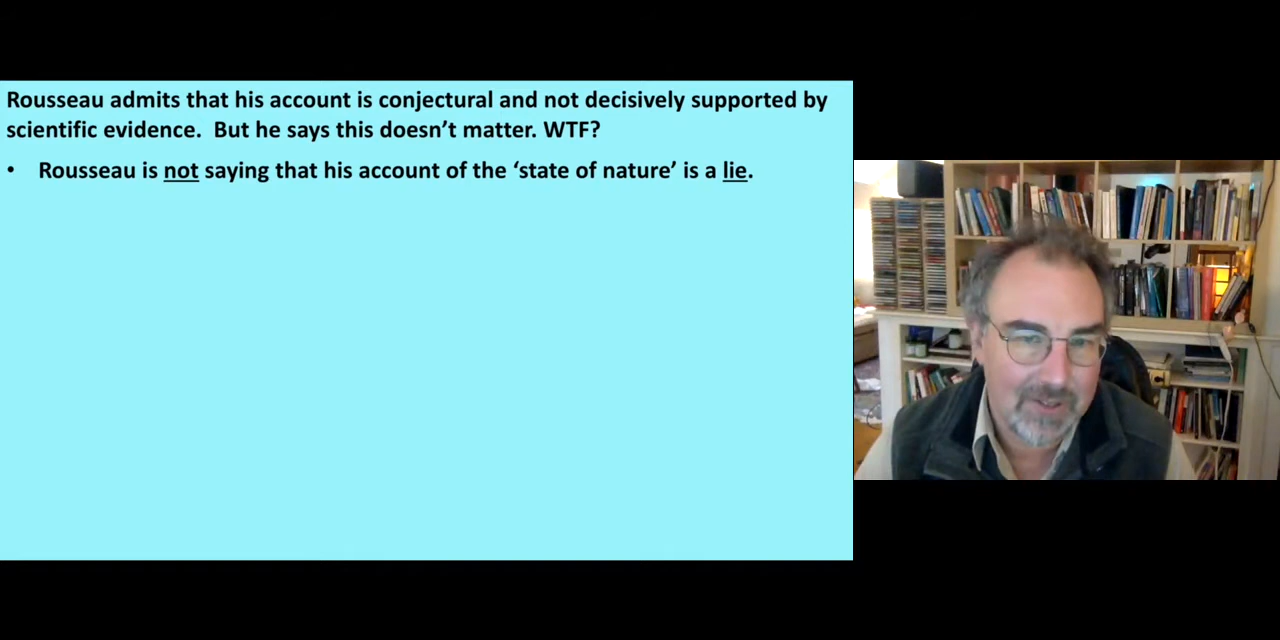 Rousseau admits that his account is conjectural and not decisively supported by
scientific evidence.  But he says this doesn’t matter. WTF?
• Rousseau is not saying that his account of the ‘state of nature’ is a lie.